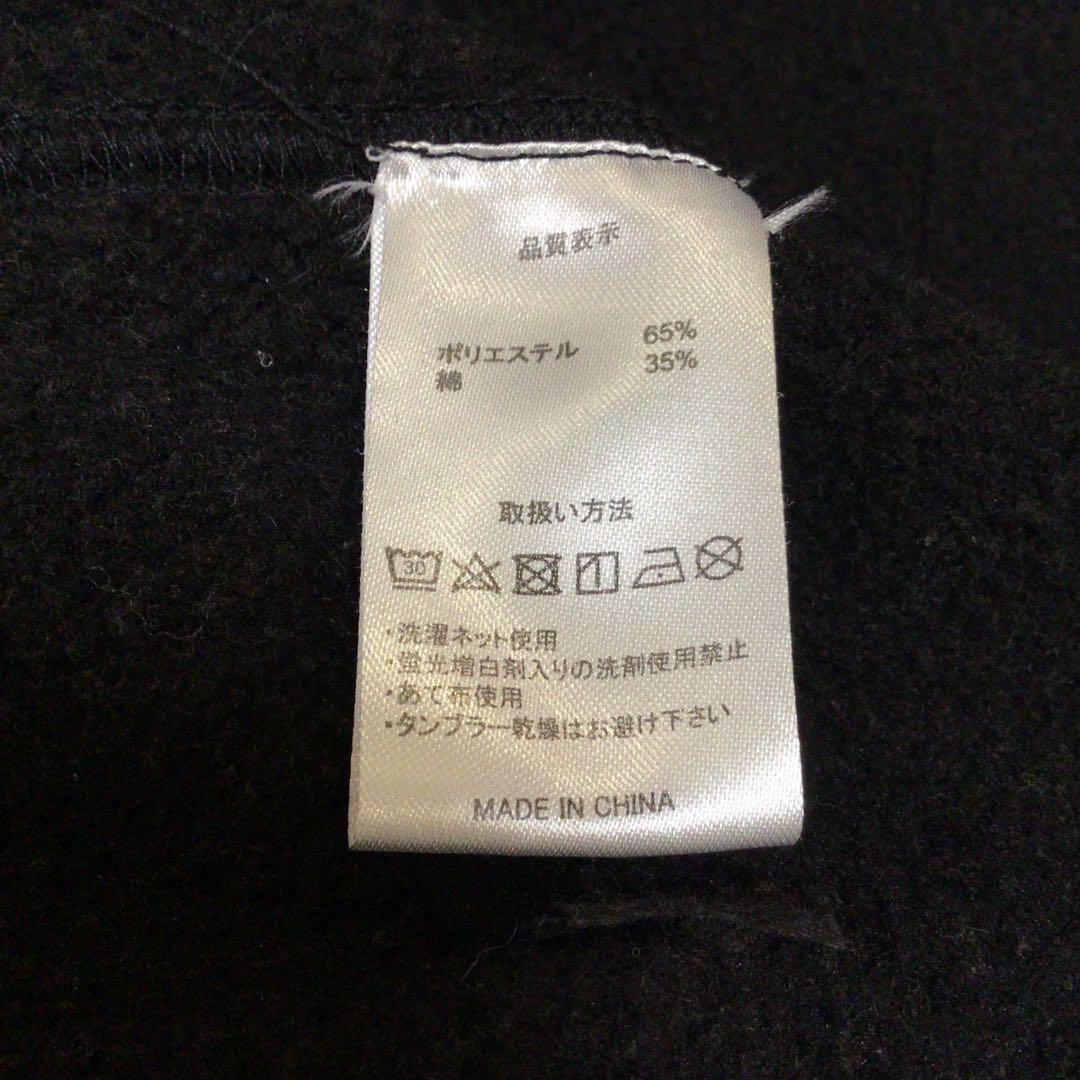 品質表示
ポリエステル 65%
綿 35%
取扱い方法
30
・洗濯ネット使用
・蛍光増白剤入りの洗剤使用禁止
・あて布使用
・タンブラー乾燥はお避け下さい
MADE IN CHINA